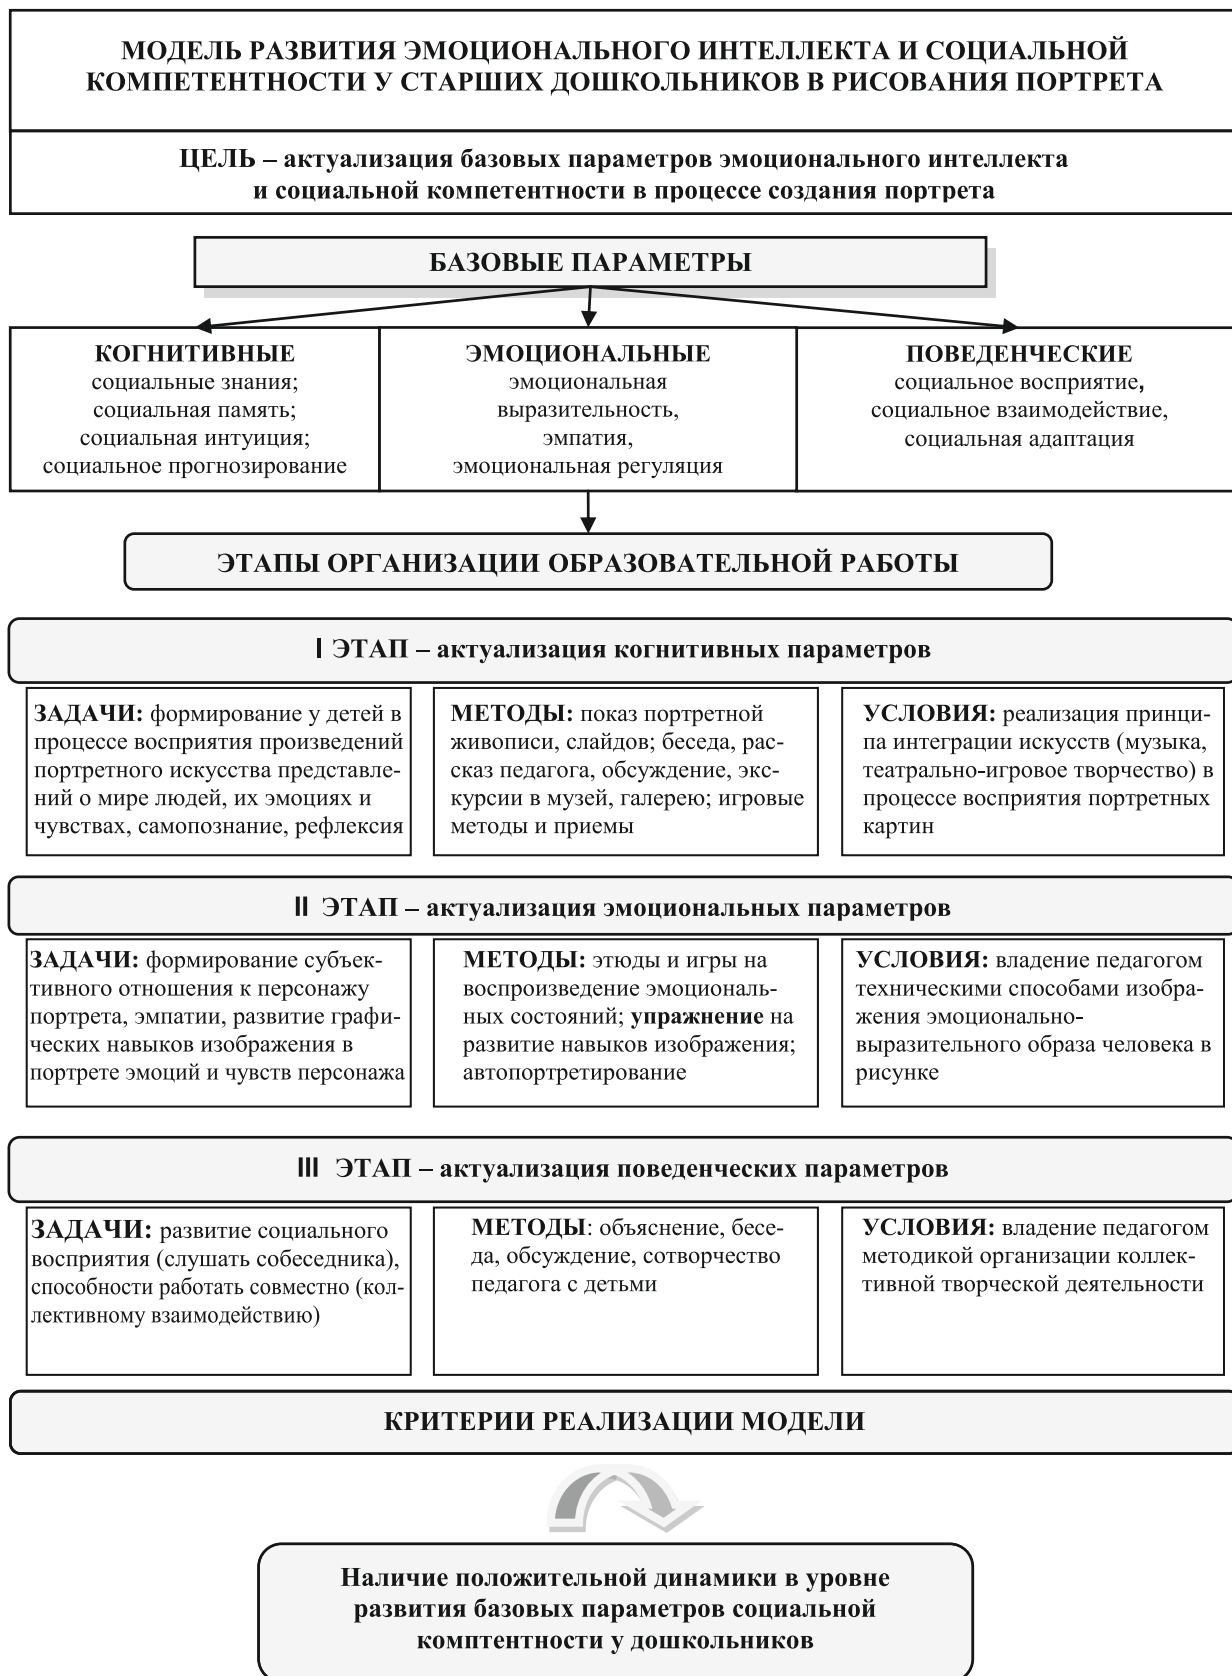 МОДЕЛЬ РАЗВИТИЯ ЭМОЦИОНАЛЬНОГО ИНТЕЛЛЕКТА И СОЦИАЛЬНОЙ
КОМПЕТЕНТНОСТИ У СТАРШИХ ДОШКОЛЬНИКОВ В РИСОВАНИЯ ПОРТРЕТА
ЦЕЛЬ – актуализация базовых параметров эмоционального интеллекта
и социальной компетентности в процессе создания портрета
БАЗОВЫЕ ПАРАМЕТРЫ
КОГНИТИВНЫЕ
социальные знания;
социальная память;
социальная интуиция;
социальное прогнозирование
ЭМОЦИОНАЛЬНЫЕ
эмоциональная
выразительность,
эмпатия,
эмоциональная регуляция
ПОВЕДЕНЧЕСКИЕ
социальное восприятие,
социальное взаимодействие,
социальная адаптация
ЭТАПЫ ОРГАНИЗАЦИИ ОБРАЗОВАТЕЛЬНОЙ РАБОТЫ
I ЭТАП – актуализация когнитивных параметров
ЗАДАЧИ: формирование у детей в
процессе восприятия произведений
портретного искусства представле-
ний о мире людей, их эмоциях и
чувствах, самопознание, рефлексия
МЕТОДЫ: показ портретной
живописи, слайдов; беседа, рас-
сказ педагога, обсуждение, экс-
курсии в музей, галерею; игровые
методы и приемы
УСЛОВИЯ: реализация принци-
па интеграции искусств (музыка,
театрально-игровое творчество) в
процессе восприятия портретных
картин
II ЭТАП – актуализация эмоциональных параметров
ЗАДАЧИ: формирование субъек-
тивного отношения к персонажу
портрета, эмпатии, развитие графи-
ческих навыков изображения в
портрете эмоций и чувств персонажа
МЕТОДЫ: этюды и игры на
воспроизведение эмоциональ-
ных состояний; упражнение на
развитие навыков изображения;
автопортретирование
УСЛОВИЯ: владение педагогом
техническими способами изобра-
жения эмоционально-
выразительного образа человека в
рисунке
III ЭТАП – актуализация поведенческих параметров
ЗАДАЧИ: развитие социального
восприятия (слушать собеседника),
способности работать совместно (кол-
лективному взаимодействию)
МЕТОДЫ: объяснение, бесе-
да, обсуждение, сотворчество
педагога с детьми
УСЛОВИЯ: владение педагогом
методикой организации коллек-
тивной творческой деятельности
КРИТЕРИИ РЕАЛИЗАЦИИ МОДЕЛИ
Наличие положительной динамики в уровне
развития базовых параметров социальной
комптентности у дошкольников